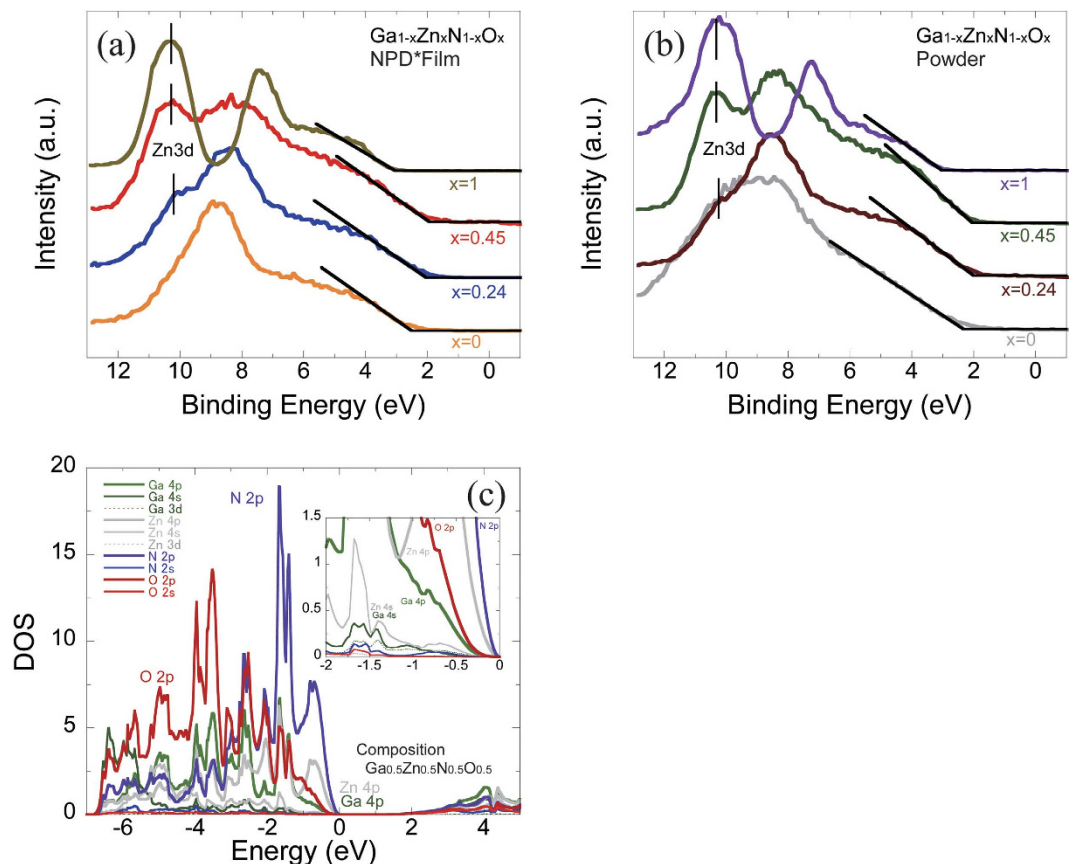 (a)
Ga1-xZnxN1-xOx
NPD*Film
Zn3d
x=1
x=0.45
x=0.24
x=0
Intensity (a.u.)
12 10 8 6 4 2 0
Binding Energy (eV)
(b)
Ga1-xZnxN1-xOx
Powder
Zn3d
x=1
x=0.45
x=0.24
x=0
Intensity (a.u.)
12 10 8 6 4 2 0
Binding Energy (eV)
(c)
20
15
10
5
0
DOS
Ga 4p
Ga 4s
Ga 3d
Zn 4p
Zn 4s
Zn 3d
N 2p
N 2s
O 2p
O 2s
N 2p
O 2p
1.5
1
0.5
0
O 2p
N 2p
Zn 4p
Ga 4p
Zn 4s
Ga 4s
-2 -1.5 -1 -0.5 0
Composition
Ga0.5Zn0.5N0.5O0.5
Zn 4p
Ga 4p
-6 -4 -2 0 2 4
Energy (eV)